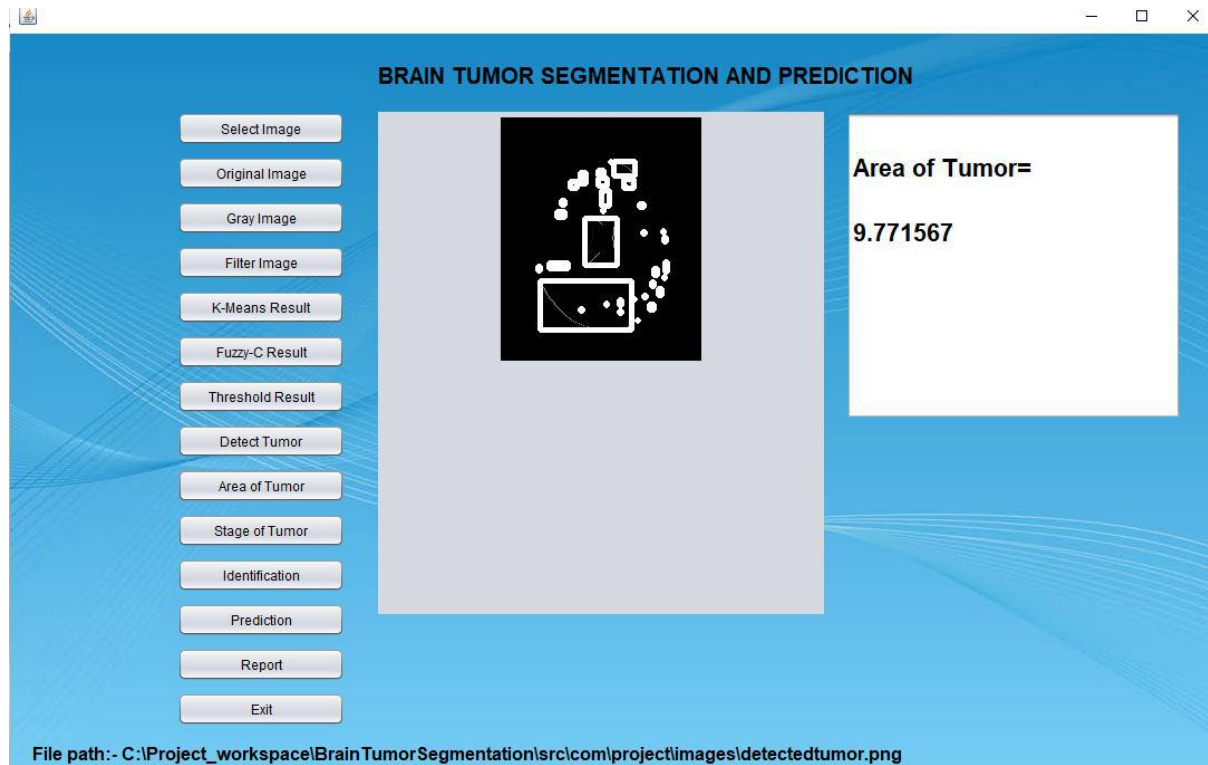 BRAIN TUMOR SEGMENTATION AND PREDICTION
Select Image
Original Image
Gray Image
Filter Image
K-Means Result
Fuzzy-C Result
Threshold Result
Detect Tumor
Area of Tumor
Stage of Tumor
Identification
Prediction
Report
Exit
Area of Tumor=
9.771567
File path:- C:\Project_workspace\BrainTumorSegmentation\src\com\project\images\detectedtumor.png